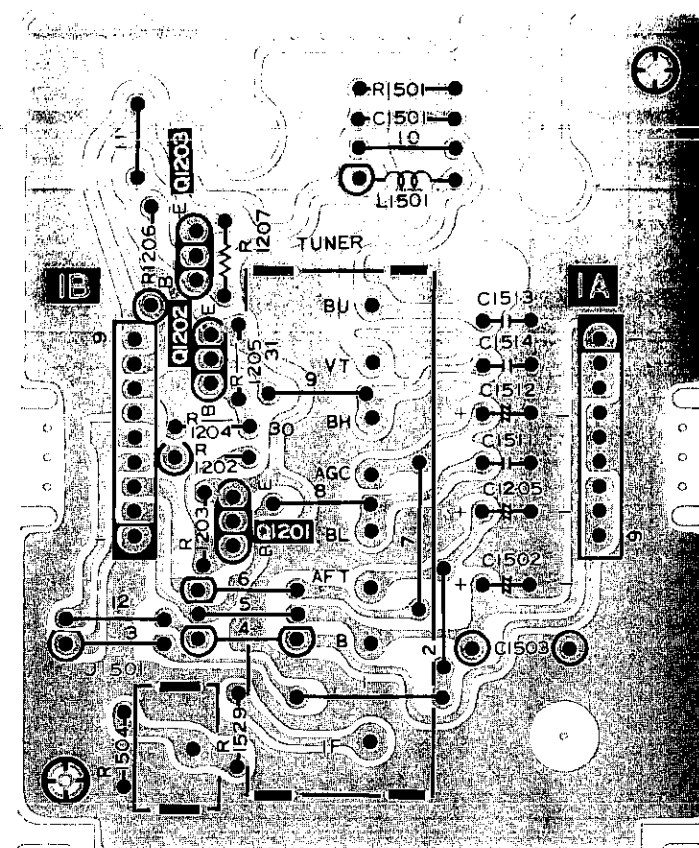 R1501
C1501
10
11
L1501
Q1203
E
B
R1206
R
1207
TUNER
1B
1A
Q1202
E
B
9
BU
C1513
C1514
R
1205
31
VT
9
C1512
+
BH
R
1204
30
C1511
R
1202
AGC
C1205
+
8
E
B
Q1201
R
1203
BL
7
9
C1502
+
AFT
6
5
12
4
3
B
2
C1503
J1501
1
R
1504
R
1529
IF